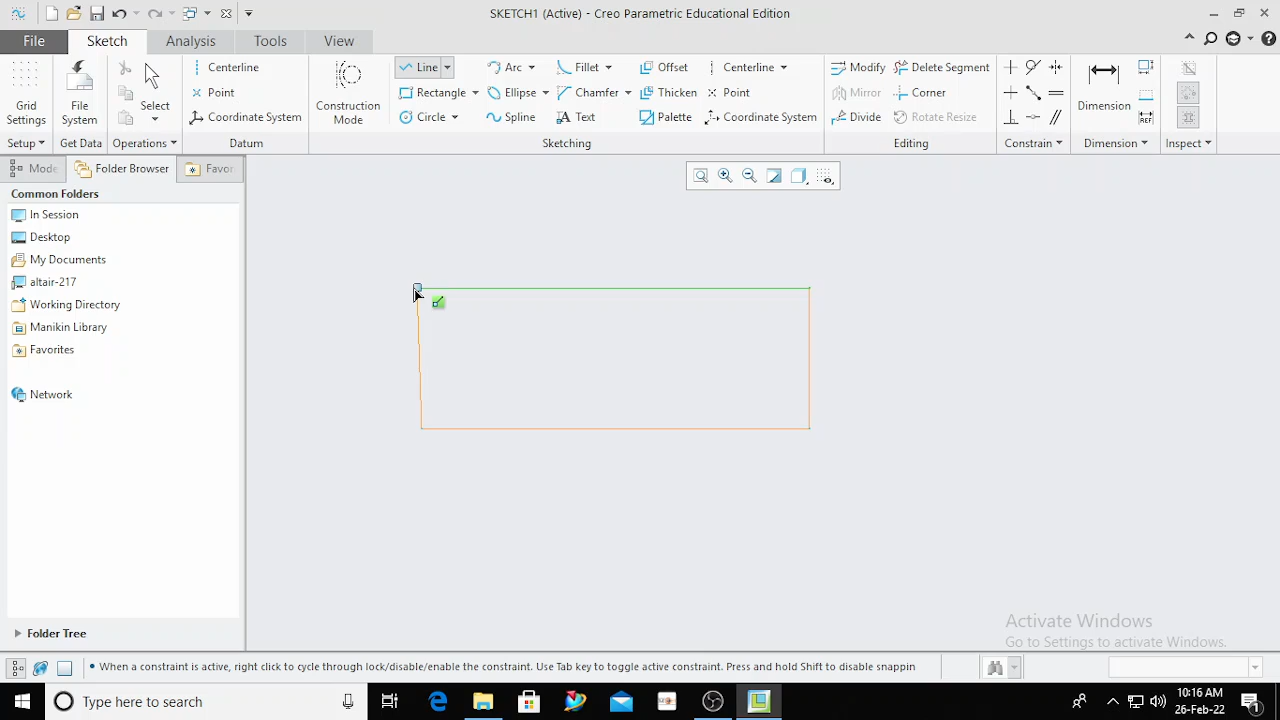 SKETCH1 (Active) - Creo Parametric Educational Edition
File Sketch Analysis Tools View
Centerline Line Arc Fillet Offset Centerline Modify Delete Segment
Point Rectangle Ellipse Chamfer Thicken Point Mirror Corner
Grid Settings File System Select Construction Mode Dimension
Coordinate System Circle Spline Text Palette Coordinate System Divide Rotate Resize
REF
Setup Get Data Operations Datum Sketching Editing Constrain Dimension Inspect
Mode Folder Browser Favor
Common Folders
In Session
Desktop
My Documents
altair-217
Working Directory
Manikin Library
Favorites
Network
Folder Tree
Activate Windows
Go to Settings to activate Windows.
• When a constraint is active, right click to cycle through lock/disable/enable the constraint. Use Tab key to toggle active constraint. Press and hold Shift to disable snappin
Type here to search
10:16 AM
26-Feb-22
1